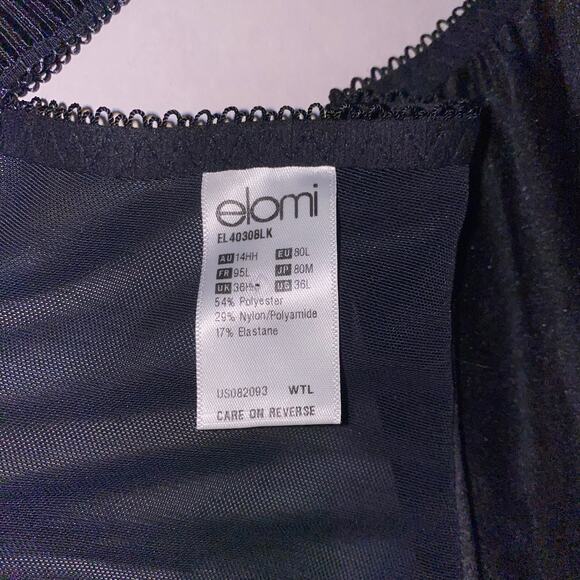 elomi
EL4030BLK
AU 14HH EU 80L
FR 95L JP 80M
UK 36HH US 36L
54% Polyester
29% Nylon/Polyamide
17% Elastane
US082093 WTL
CARE ON REVERSE